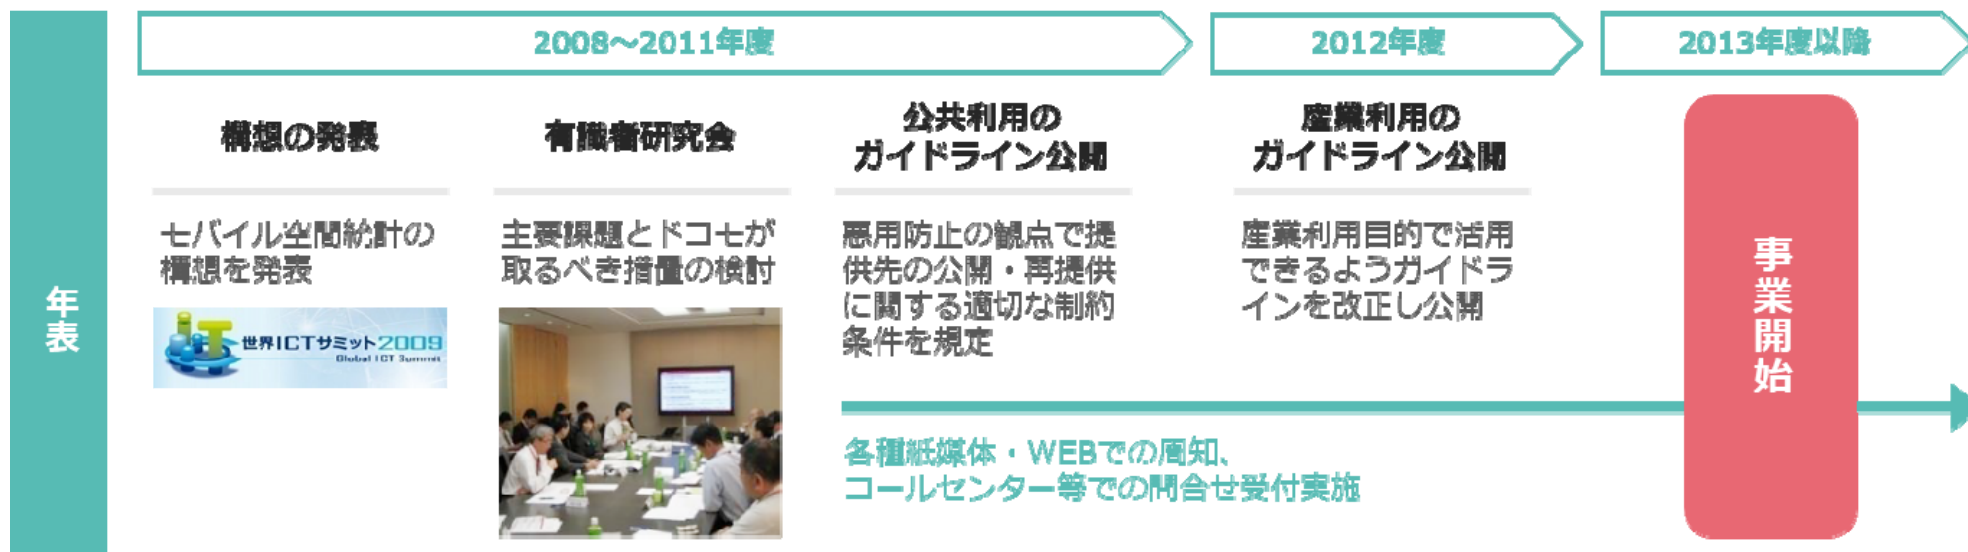 年表
2008～2011年度
2012年度
2013年度以降
構想の発表
モバイル空間統計の
構想を発表
iT 世界ICTサミット2009
Global ICT Summit
有識者研究会
主要課題とドコモが
取るべき措置の検討
公共利用の
ガイドライン公開
悪用防止の観点で提
供先の公開・再提供
に関する適切な制約
条件を規定
産業利用の
ガイドライン公開
産業利用目的で活用
できるようガイドラ
インを改正し公開
各種紙媒体・WEBでの周知、
コールセンター等での問合せ受付実施
事業開始